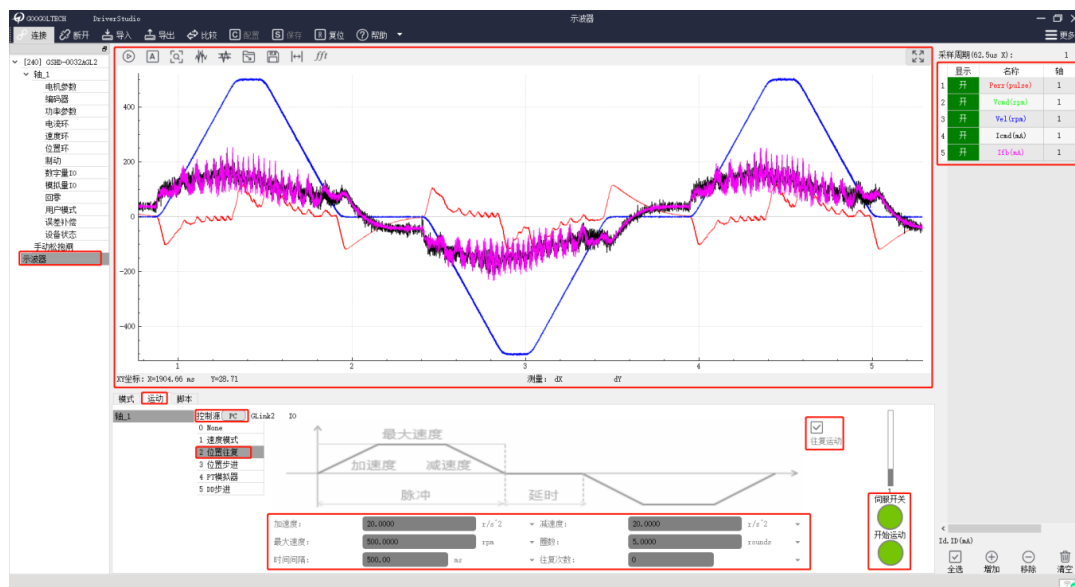 GOOGOLTECH DriverStudio 示波器
连接 断开 导入 导出 比较 配置 保存 复位 帮助 更多
[240] GSHD-0032AGL2
轴_1
电机参数
编码器
功率参数
电流环
速度环
位置环
制动
数字量IO
模拟量IO
回零
用户模式
误差补偿
设备状态
示波器
fft
400
200
0
-200
-400
1 2 3 4 5
XY坐标: X=1904.66 ms Y=28.71 测量: dX dY
采样周期(62.5us X): 1
显示 名称 轴
1 开 Perr(pulse) 1
2 开 Vcmd(rpm) 1
3 开 Vel(rpm) 1
4 开 Icmd(mA) 1
5 开 Ifb(mA) 1
模式 运动 脚本
轴_1
控制源( PC ) GLink2 IO
0 None
1 速度模式
2 位置往复
3 位置步进
4 PT模拟器
5 DD步进
最大速度
加速度 减速度
脉冲 延时
往复运动
1
伺服开关
开始运动
加速度: 20.0000 r/s^2 减速度: 20.0000 r/s^2
最大速度: 500.0000 rpm 圈数: 5.0000 rounds
时间间隔: 500.00 ms 往复次数: 0
Id.ID(mA)
全选 增加 移除 清空